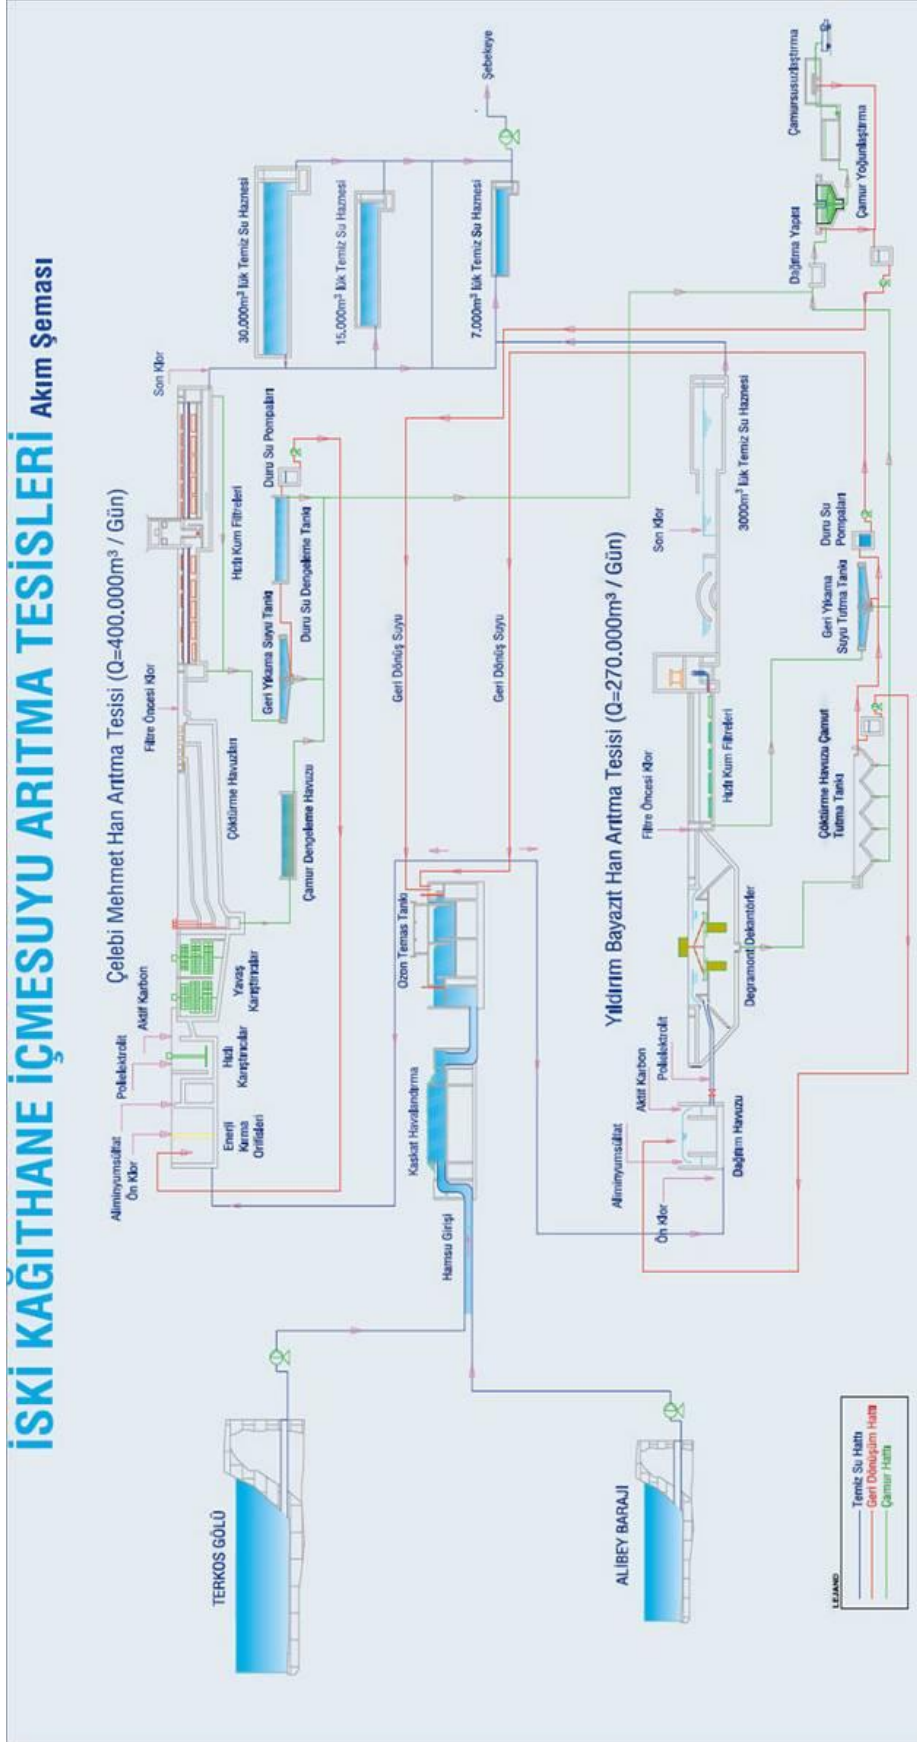 İSKİ KAĞITHANE İÇMESUYU ARITMA TESİSLERİ Akım Şeması
Çelebi Mehmet Han Arıtma Tesisi (Q=400.000m³ / Gün)
Aliminyumsülfat
Ön Klor
Polielektrolit
Aktif Karbon
Filtre Öncesi Klor
Son Klor
Enerji
Kırma
Orifisleri
Hızlı
Karıştırıcılar
Yavaş
Karıştırıcılar
Çöktürme Havuzları
Hızlı Kum Filtreleri
Çamur Dengeleme Havuzu
Geri Yıkama Suyu Tankı
Duru Su Dengeleme Tankı
Duru Su Pompaları
30.000m³ lük Temiz Su Haznesi
15.000m³ lük Temiz Su Haznesi
7.000m³ lük Temiz Su Haznesi
Şebekeye
TERKOS GÖLÜ
ALİBEY BARAJI
Hamsu Girişi
Kaskat Havalandırma
Ozon Temas Tankı
Geri Dönüş Suyu
Geri Dönüş Suyu
Yıldırım Bayazıt Han Arıtma Tesisi (Q=270.000m³ / Gün)
Aliminyumsülfat
Aktif Karbon
Polielektrolit
Ön Klor
Dağıtım Havuzu
Degramont Dekantörler
Filtre Öncesi Klor
Hızlı Kum Filtreleri
Son Klor
3000m³ lük Temiz Su Haznesi
Çöktürme Havuzu Çamut
Tutma Tankı
Geri Yıkama
Suyu Tutma Tankı
Duru Su
Pompaları
Dağıtma Yapısı
Çamur Yoğunlaştırma
Çamursusuzlaştırma
LEJAND
Temiz Su Hattı
Geri Dönüşüm Hattı
Çamur Hattı